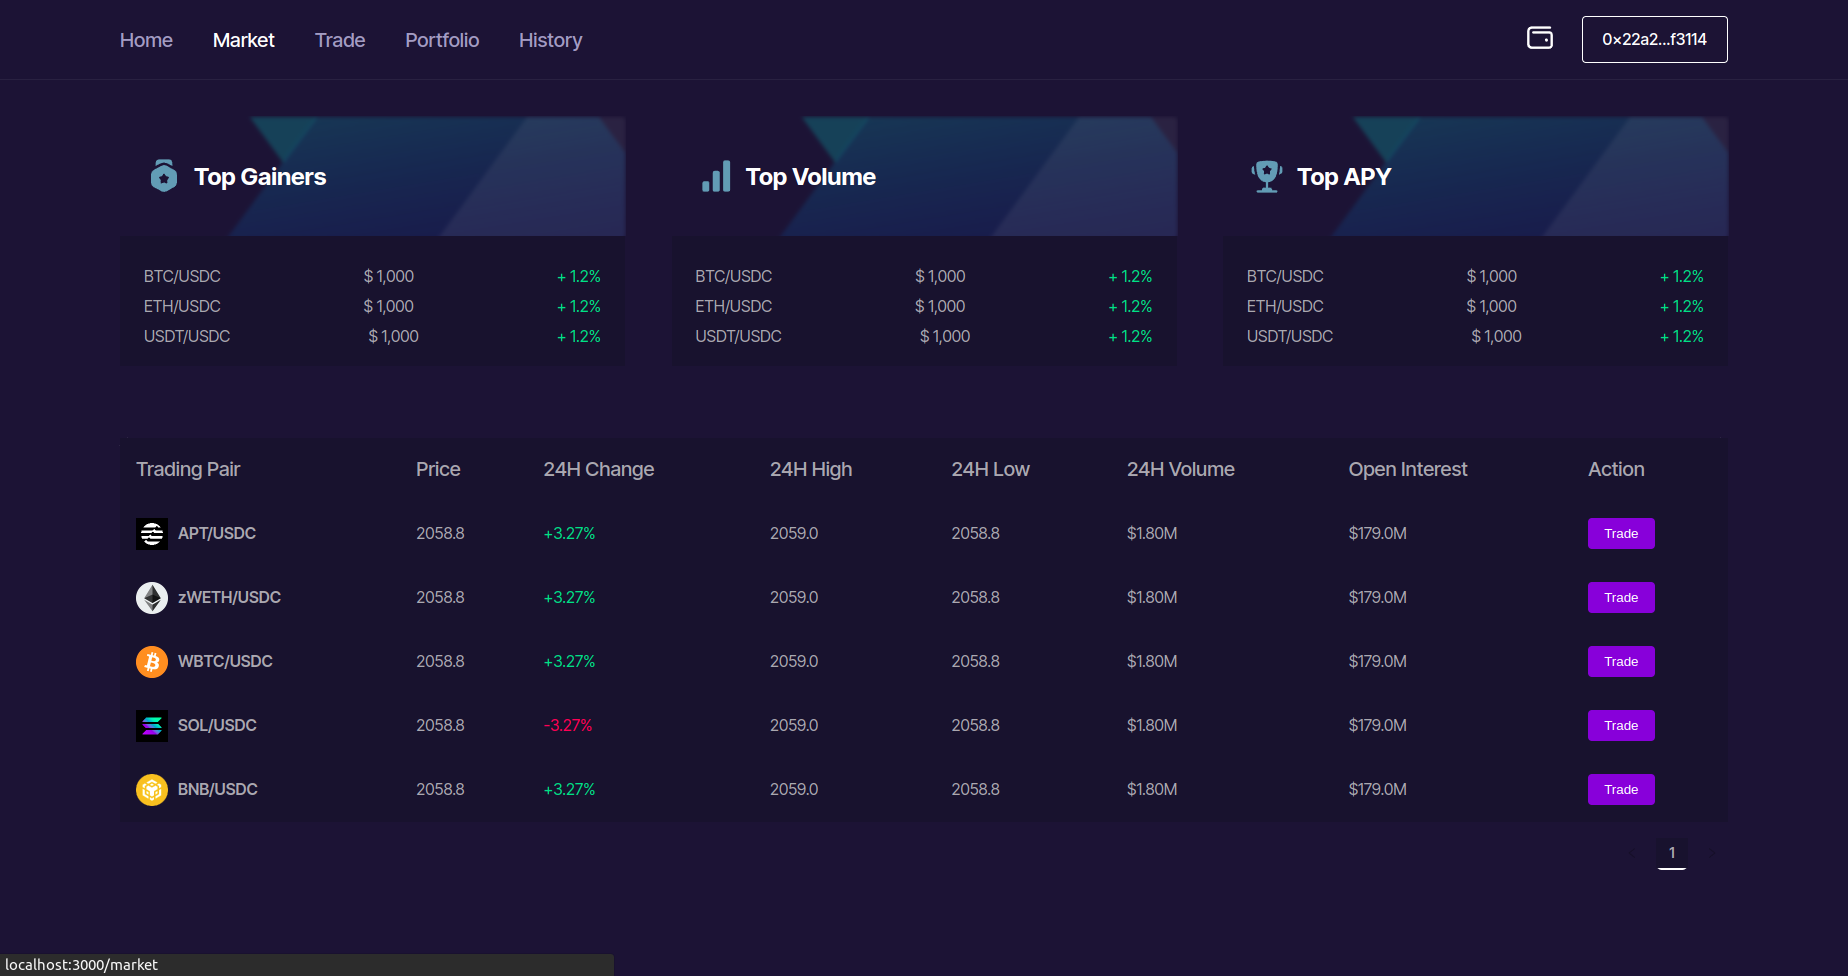 Home Market Trade Portfolio History 0×22a2...f3114
Top Gainers Top Volume Top APY
BTC/USDC $ 1,000 + 1.2% BTC/USDC $ 1,000 + 1.2% BTC/USDC $ 1,000 + 1.2%
ETH/USDC $ 1,000 + 1.2% ETH/USDC $ 1,000 + 1.2% ETH/USDC $ 1,000 + 1.2%
USDT/USDC $ 1,000 + 1.2% USDT/USDC $ 1,000 + 1.2% USDT/USDC $ 1,000 + 1.2%
Trading Pair Price 24H Change 24H High 24H Low 24H Volume Open Interest Action
APT/USDC 2058.8 +3.27% 2059.0 2058.8 $1.80M $179.0M Trade
zWETH/USDC 2058.8 +3.27% 2059.0 2058.8 $1.80M $179.0M Trade
WBTC/USDC 2058.8 +3.27% 2059.0 2058.8 $1.80M $179.0M Trade
SOL/USDC 2058.8 -3.27% 2059.0 2058.8 $1.80M $179.0M Trade
BNB/USDC 2058.8 +3.27% 2059.0 2058.8 $1.80M $179.0M Trade
1
localhost:3000/market